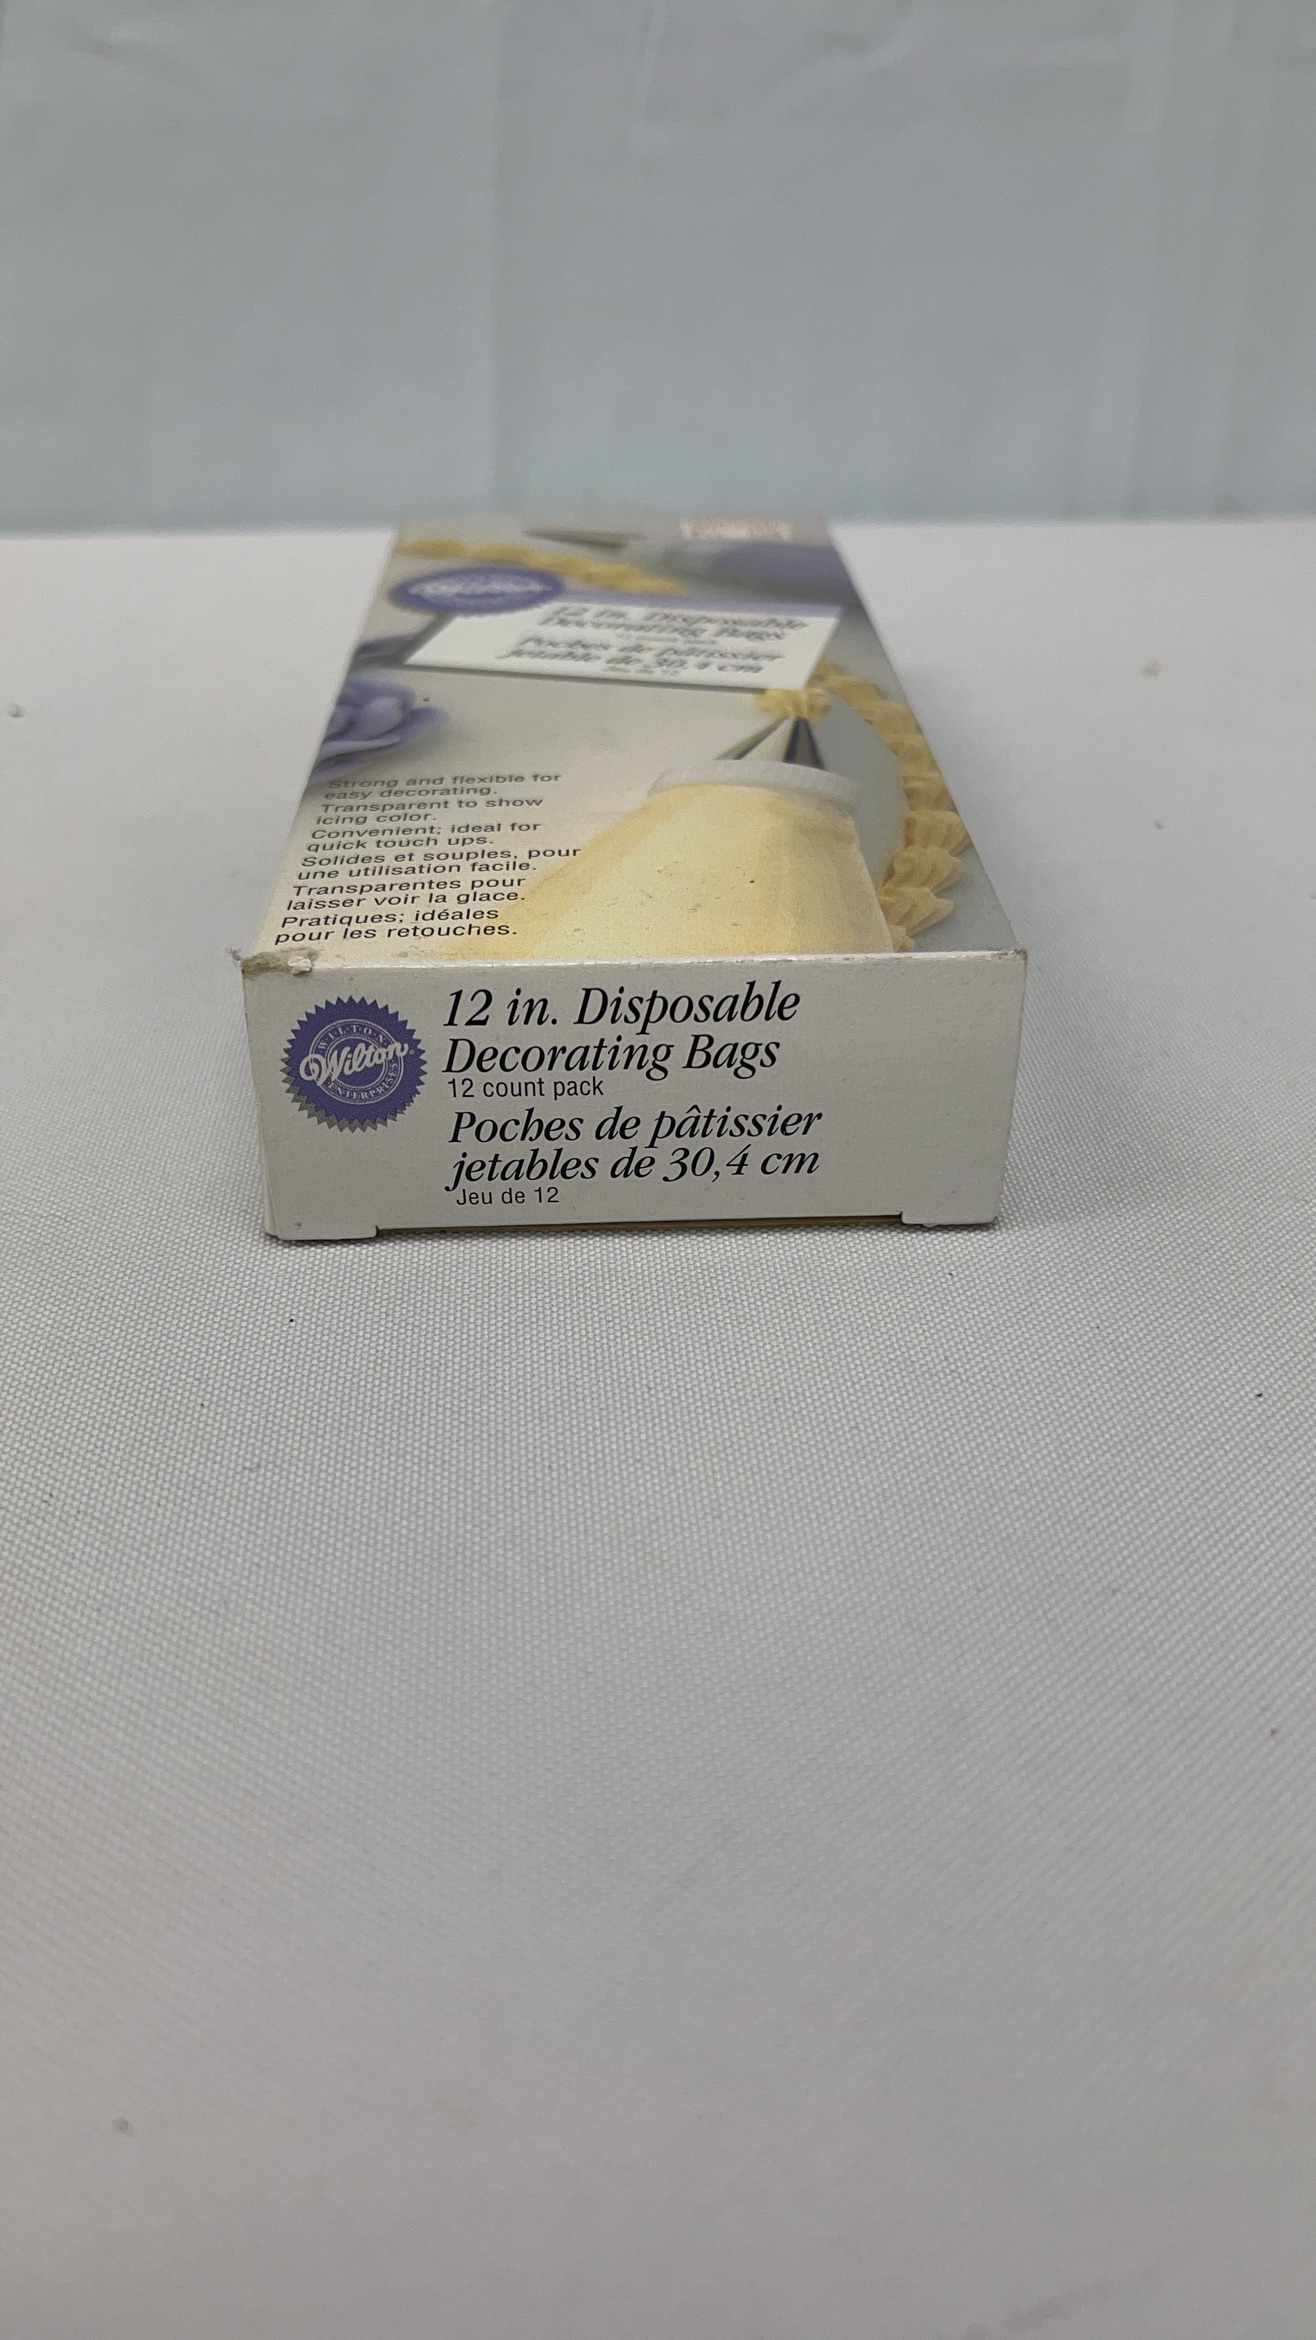 12 in. Disposable
Decorating Bags
Poches de pâtissier
jetable de 30,4 cm
Strong and flexible for
easy decorating.
Transparent to show
icing color.
Convenient; ideal for
quick touch ups.
Solides et souples, pour
une utilisation facile.
Transparentes pour
laisser voir la glace.
Pratiques; idéales
pour les retouches.
WILTON
Wilton
ENTERPRISES
12 in. Disposable
Decorating Bags
12 count pack
Poches de pâtissier
jetables de 30,4 cm
Jeu de 12